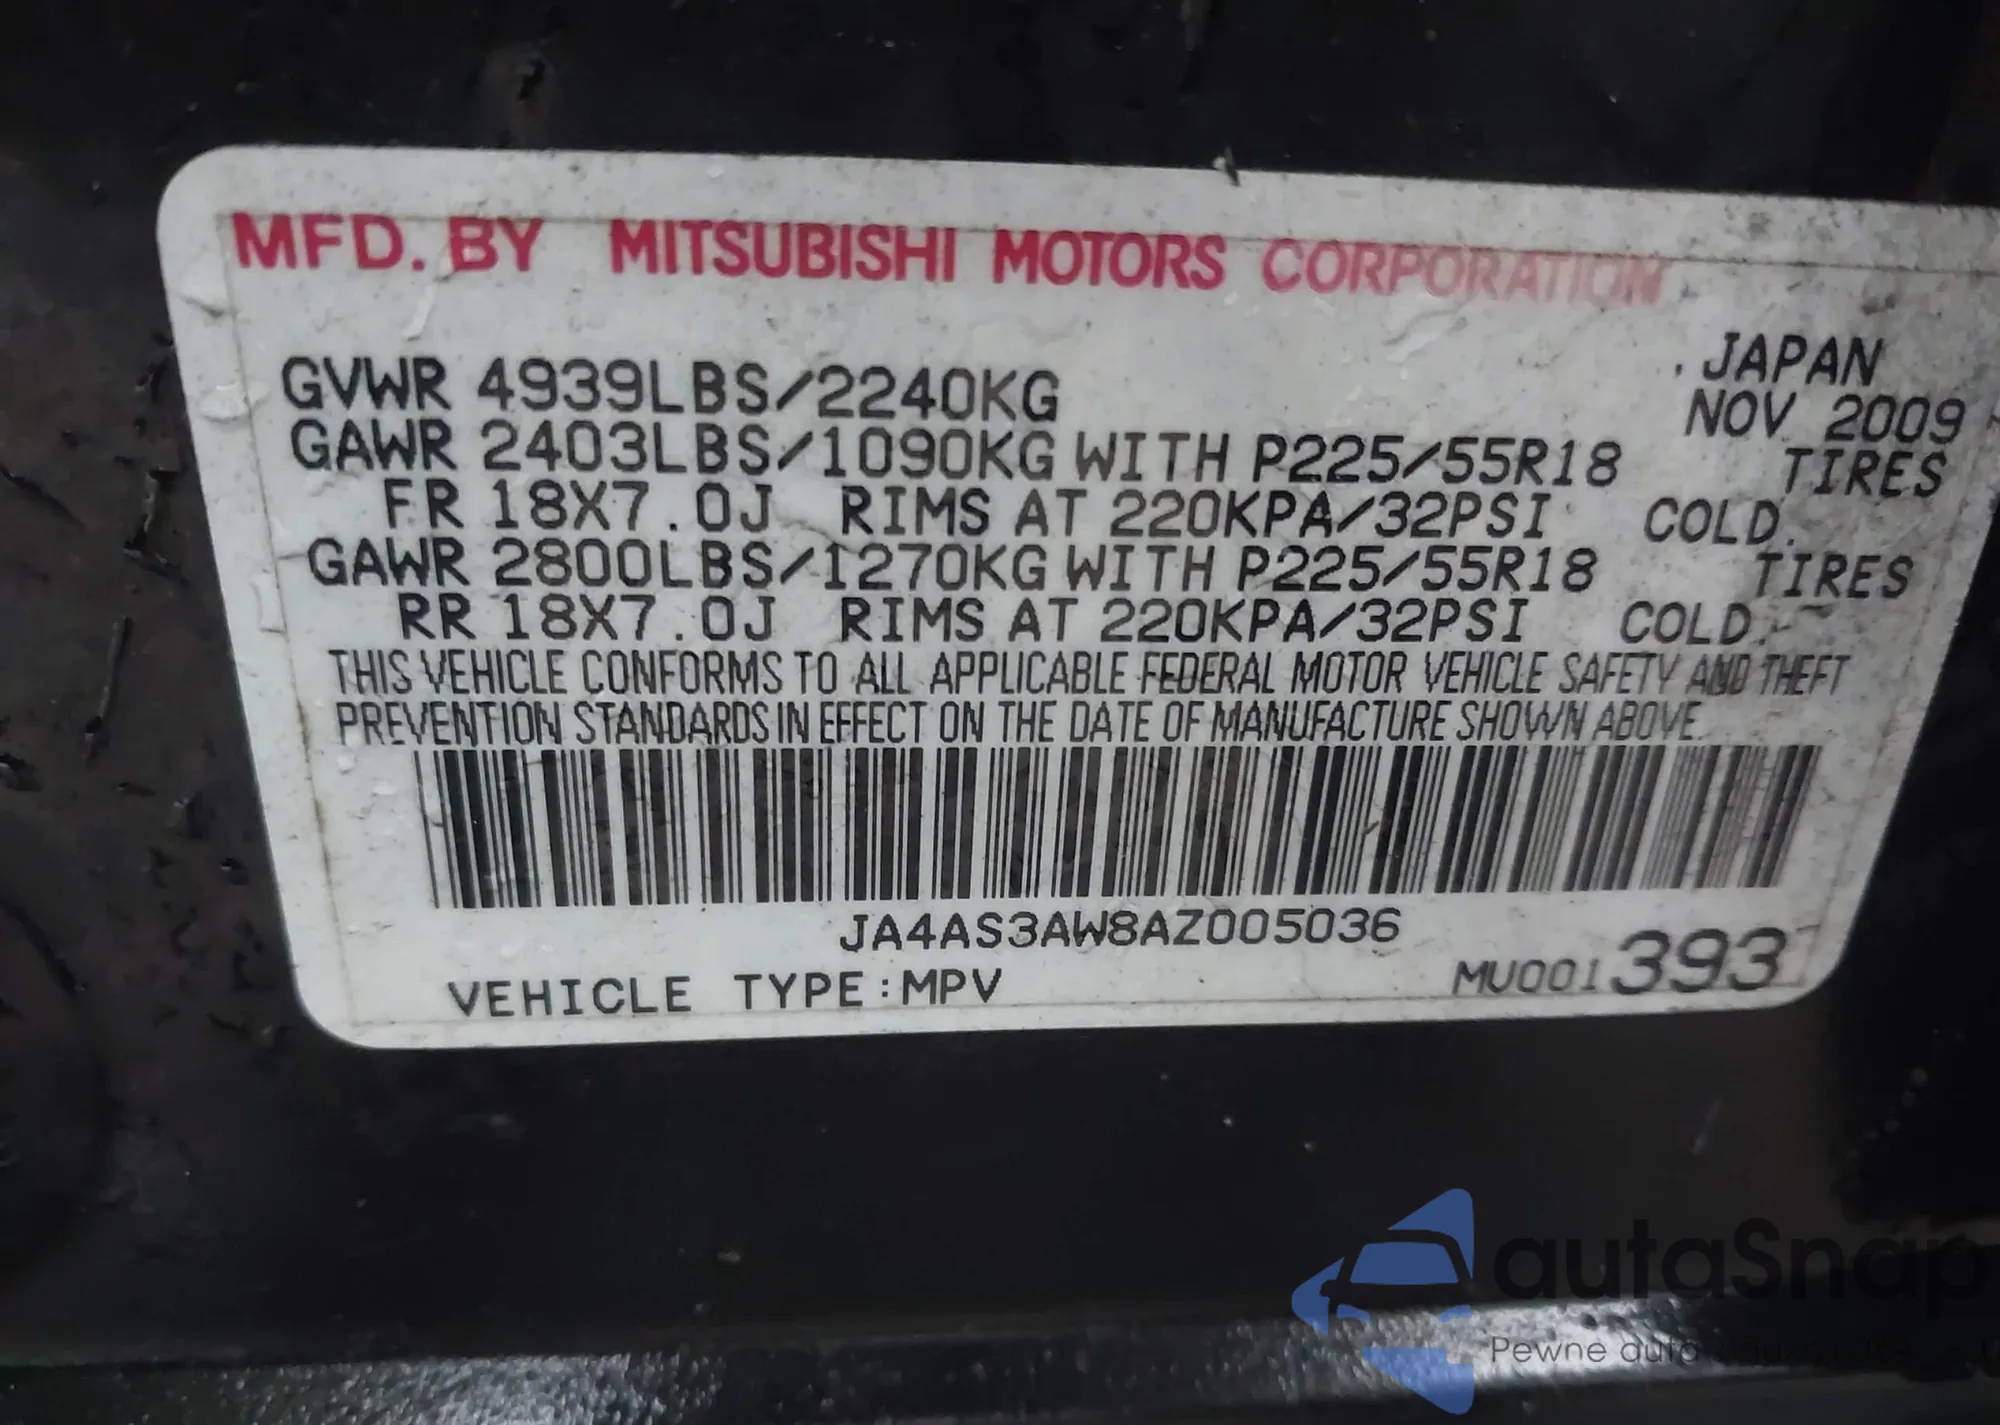 MFD. BY MITSUBISHI MOTORS CORPORATION
JAPAN
GVWR 4939LBS/2240KG NOV 2009
GAWR 2403LBS/1090KG WITH P225/55R18 TIRES
FR 18X7.0J RIMS AT 220KPA/32PSI COLD.
GAWR 2800LBS/1270KG WITH P225/55R18 TIRES
RR 18X7.0J RIMS AT 220KPA/32PSI COLD.
THIS VEHICLE CONFORMS TO ALL APPLICABLE FEDERAL MOTOR VEHICLE SAFETY AND THEFT
PREVENTION STANDARDS IN EFFECT ON THE DATE OF MANUFACTURE SHOWN ABOVE.
JA4AS3AW8AZ005036
VEHICLE TYPE:MPV MU001393
autaSnap
Pewne auta